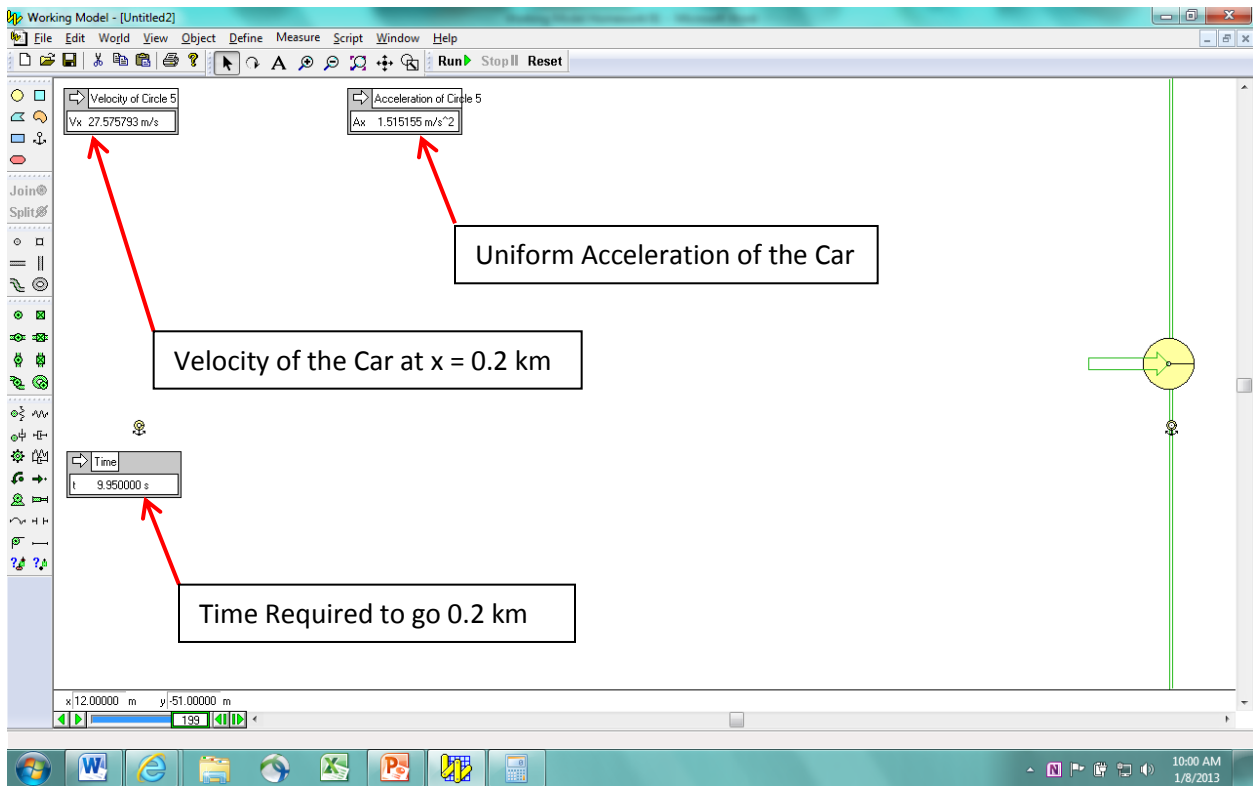 Working Model - [Untitled2]
File Edit World View Object Define Measure Script Window Help
A Run Stop Reset
Join
Split
Velocity of Circle 5
Vx 27.575793 m/s
Acceleration of Circle 5
Ax 1.515155 m/s^2
Uniform Acceleration of the Car
Velocity of the Car at x = 0.2 km
Time
t 9.950000 s
Time Required to go 0.2 km
x 12.00000 m y -51.00000 m
199
10:00 AM
1/8/2013